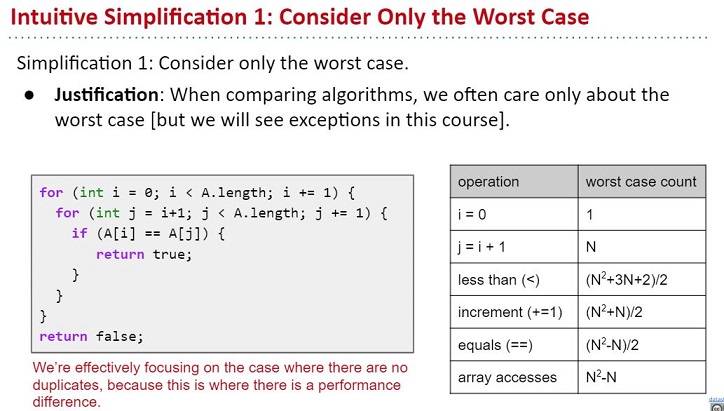 Intuitive Simplification 1: Consider Only the Worst Case
Simplification 1: Consider only the worst case.
● Justification: When comparing algorithms, we often care only about the
worst case [but we will see exceptions in this course].
for (int i = 0; i < A.length; i += 1) {
for (int j = i+1; j < A.length; j += 1) {
if (A[i] == A[j]) {
return true;
}
}
}
return false;
We’re effectively focusing on the case where there are no
duplicates, because this is where there is a performance
difference.
operation worst case count
i = 0 1
j = i + 1 N
less than (<) (N²+3N+2)/2
increment (+=1) (N²+N)/2
equals (==) (N²-N)/2
array accesses N²-N